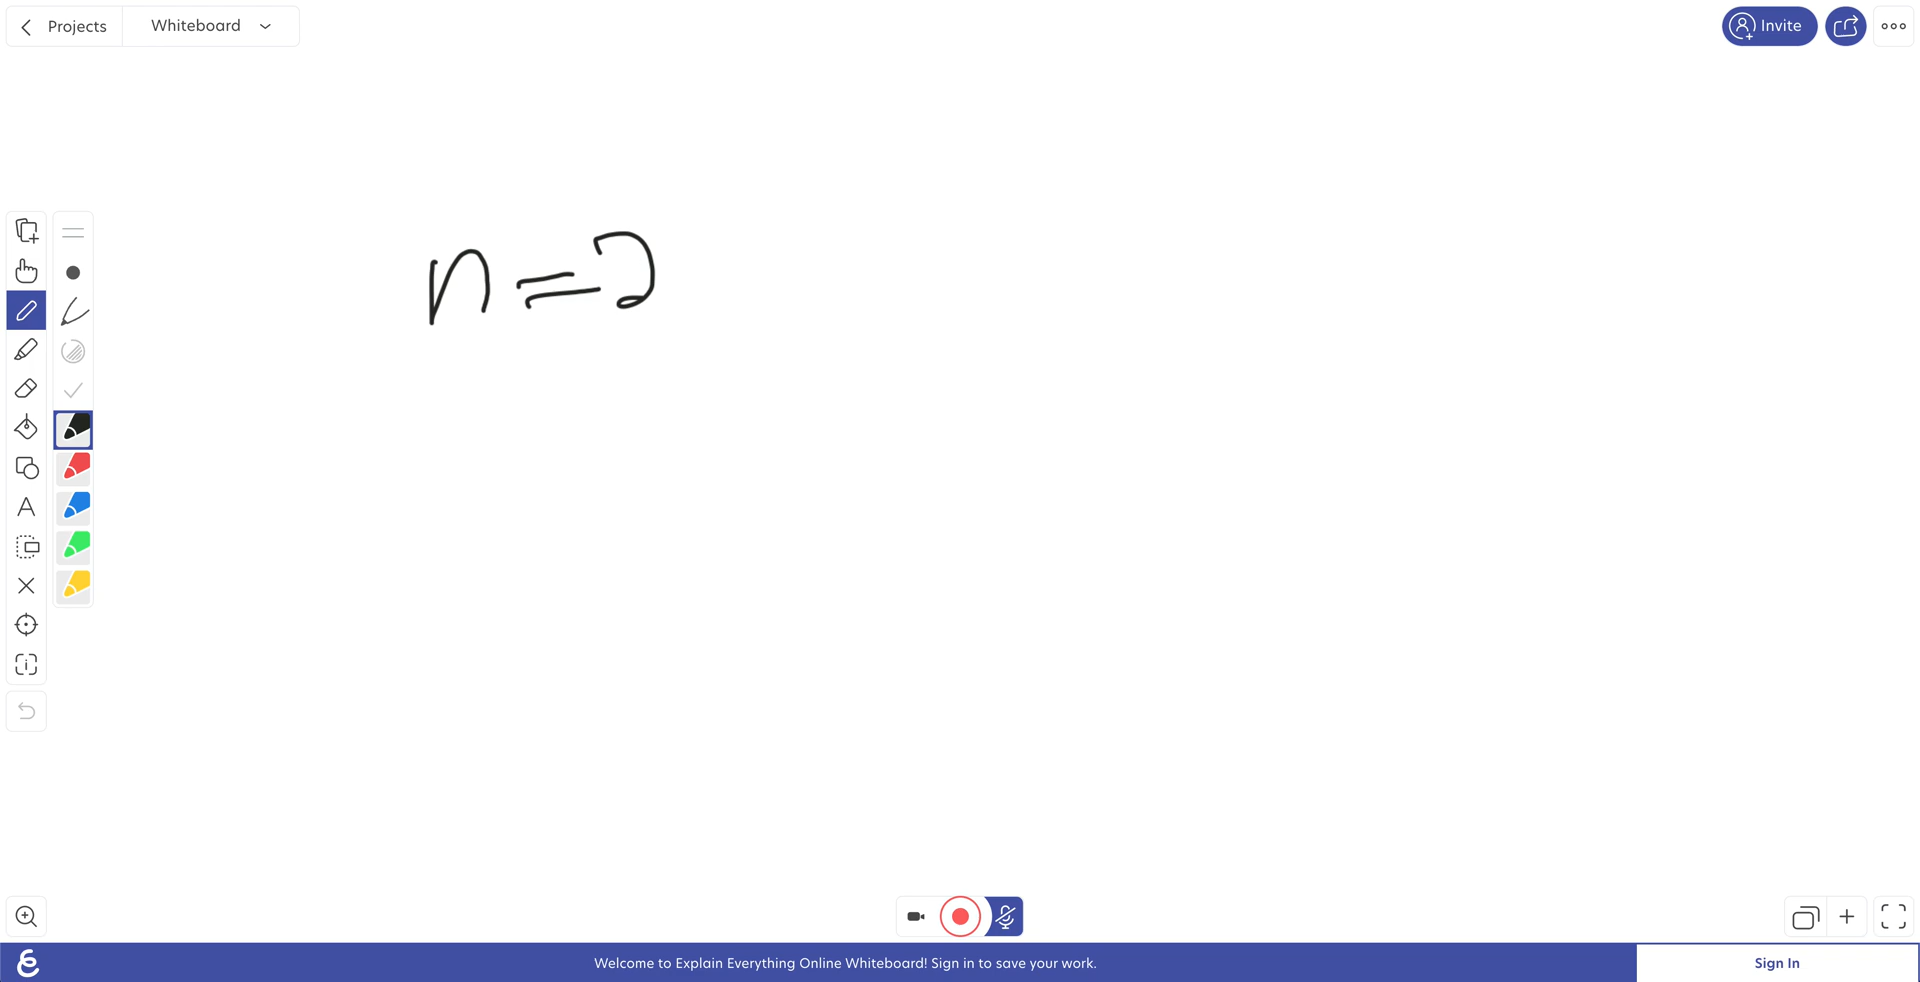 Projects
Whiteboard
Invite
n=2
A
Welcome to Explain Everything Online Whiteboard! Sign in to save your work.
Sign In